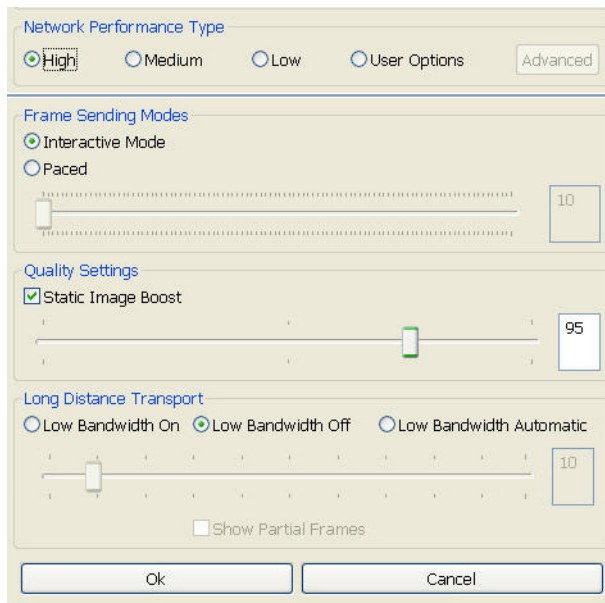 Network Performance Type
High Medium Low User Options Advanced
Frame Sending Modes
Interactive Mode
Paced
10
Quality Settings
Static Image Boost
95
Long Distance Transport
Low Bandwidth On Low Bandwidth Off Low Bandwidth Automatic
10
Show Partial Frames
Ok Cancel